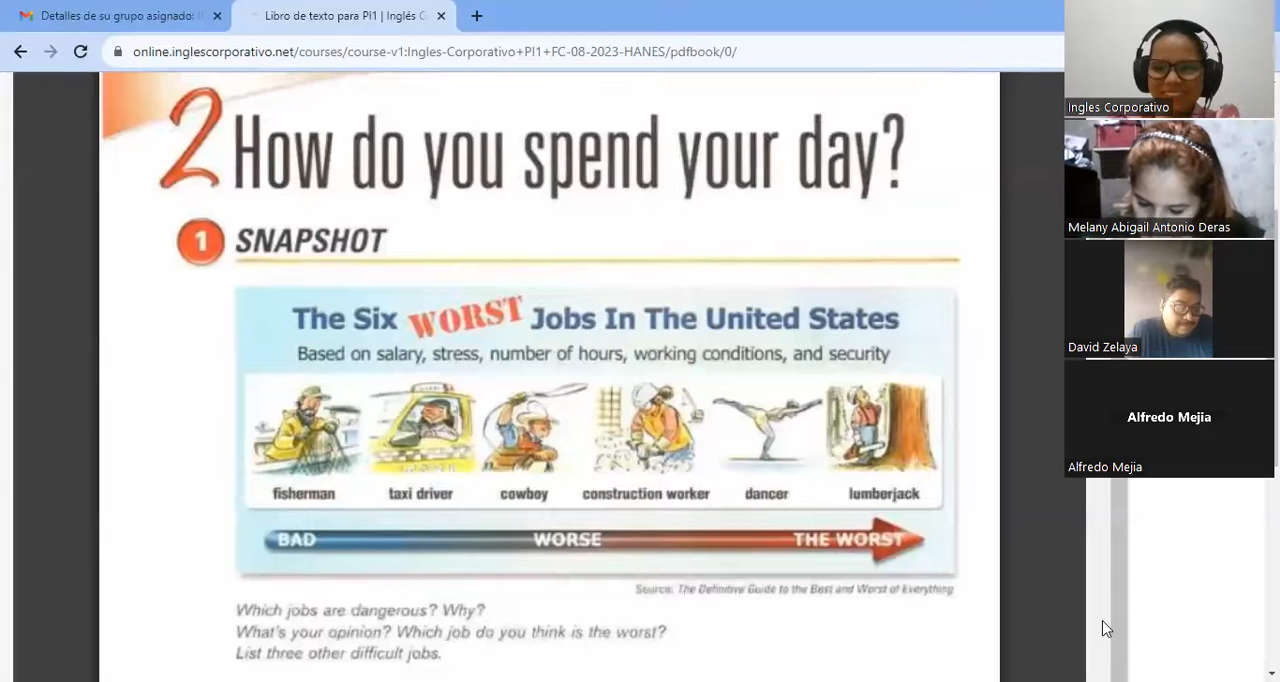 Detalles de su grupo asignado: I
Libro de texto para PI1 | Inglés C
online.inglescorporativo.net/courses/course-v1:Ingles-Corporativo+PI1+FC-08-2023-HANES/pdfbook/0/
2 How do you spend your day?
1 SNAPSHOT
The Six WORST Jobs In The United States
Based on salary, stress, number of hours, working conditions, and security
fisherman taxi driver cowboy construction worker dancer lumberjack
BAD WORSE THE WORST
Source: The Definitive Guide to the Best and Worst of Everything
Which jobs are dangerous? Why?
What's your opinion? Which job do you think is the worst?
List three other difficult jobs.
Ingles Corporativo
Melany Abigail Antonio Deras
David Zelaya
Alfredo Mejia
Alfredo Mejia